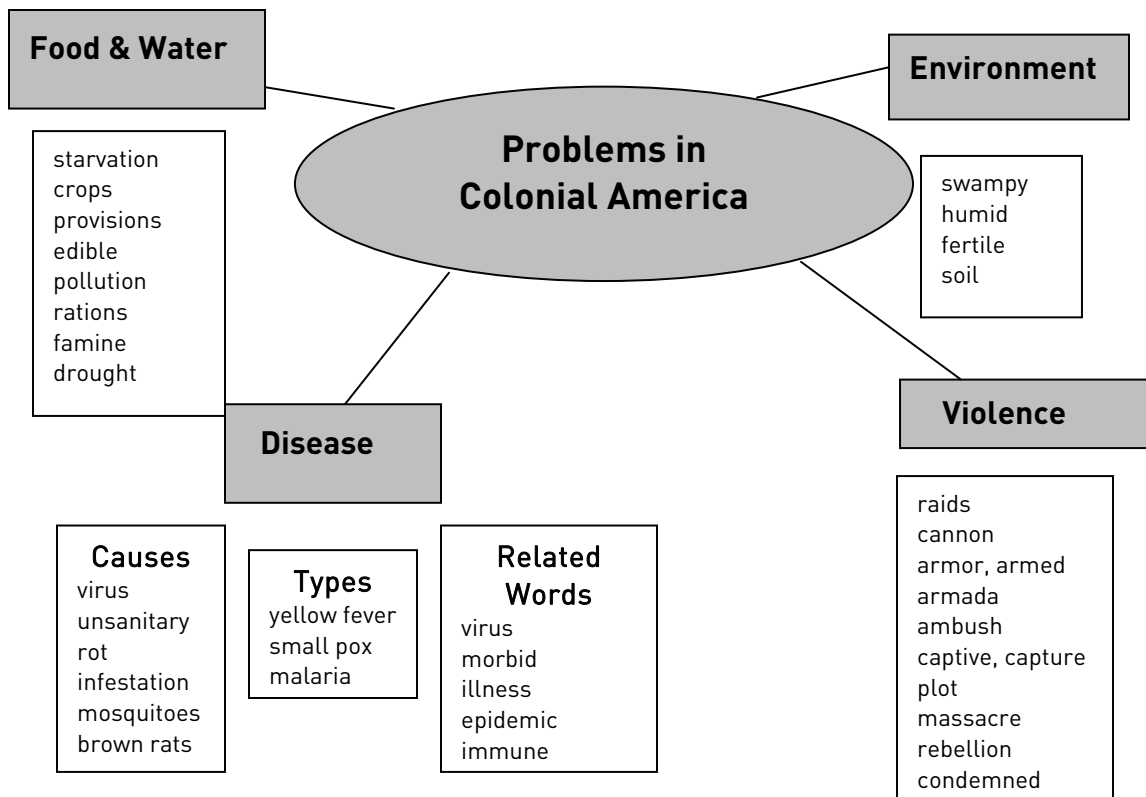 Food & Water
Environment
Problems in
Colonial America
starvation
crops
provisions
edible
pollution
rations
famine
drought
swampy
humid
fertile
soil
Disease
Violence
Causes
virus
unsanitary
rot
infestation
mosquitoes
brown rats
Types
yellow fever
small pox
malaria
Related
Words
virus
morbid
illness
epidemic
immune
raids
cannon
armor, armed
armada
ambush
captive, capture
plot
massacre
rebellion
condemned